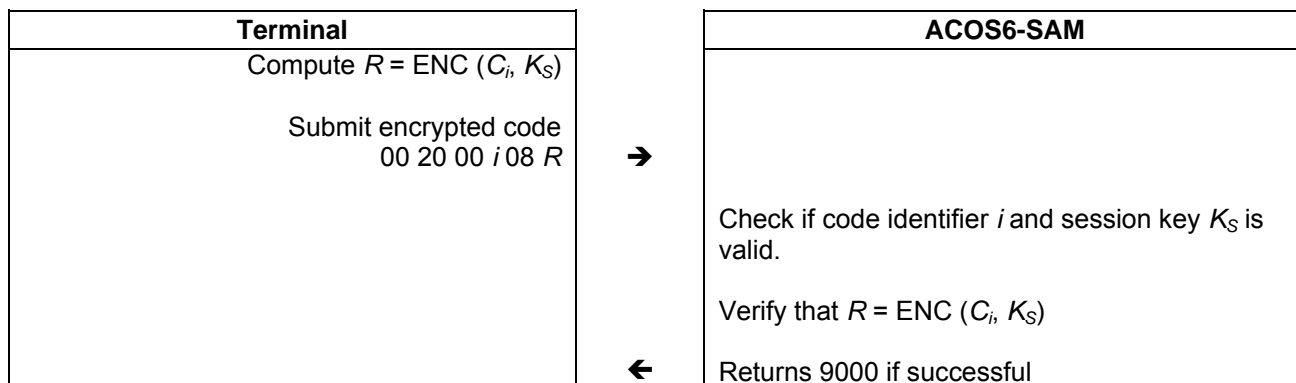 Terminal
ACOS6-SAM
Compute R = ENC (Ci, KS)
Submit encrypted code
00 20 00 i 08 R
➔
Check if code identifier i and session key KS is
valid.
Verify that R = ENC (Ci, KS)
🡸 Returns 9000 if successful